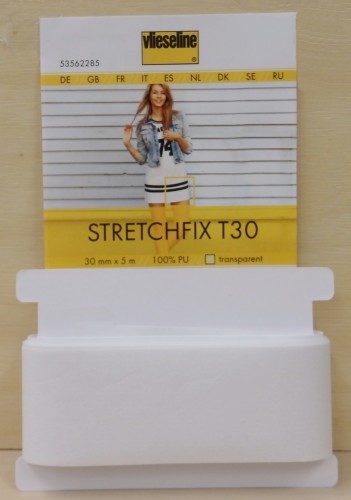 vlieseline
53562285
DE GB FR IT ES NL DK SE RU
74
STRETCHFIX T30
30 mm x 5 m 100% PU transparent